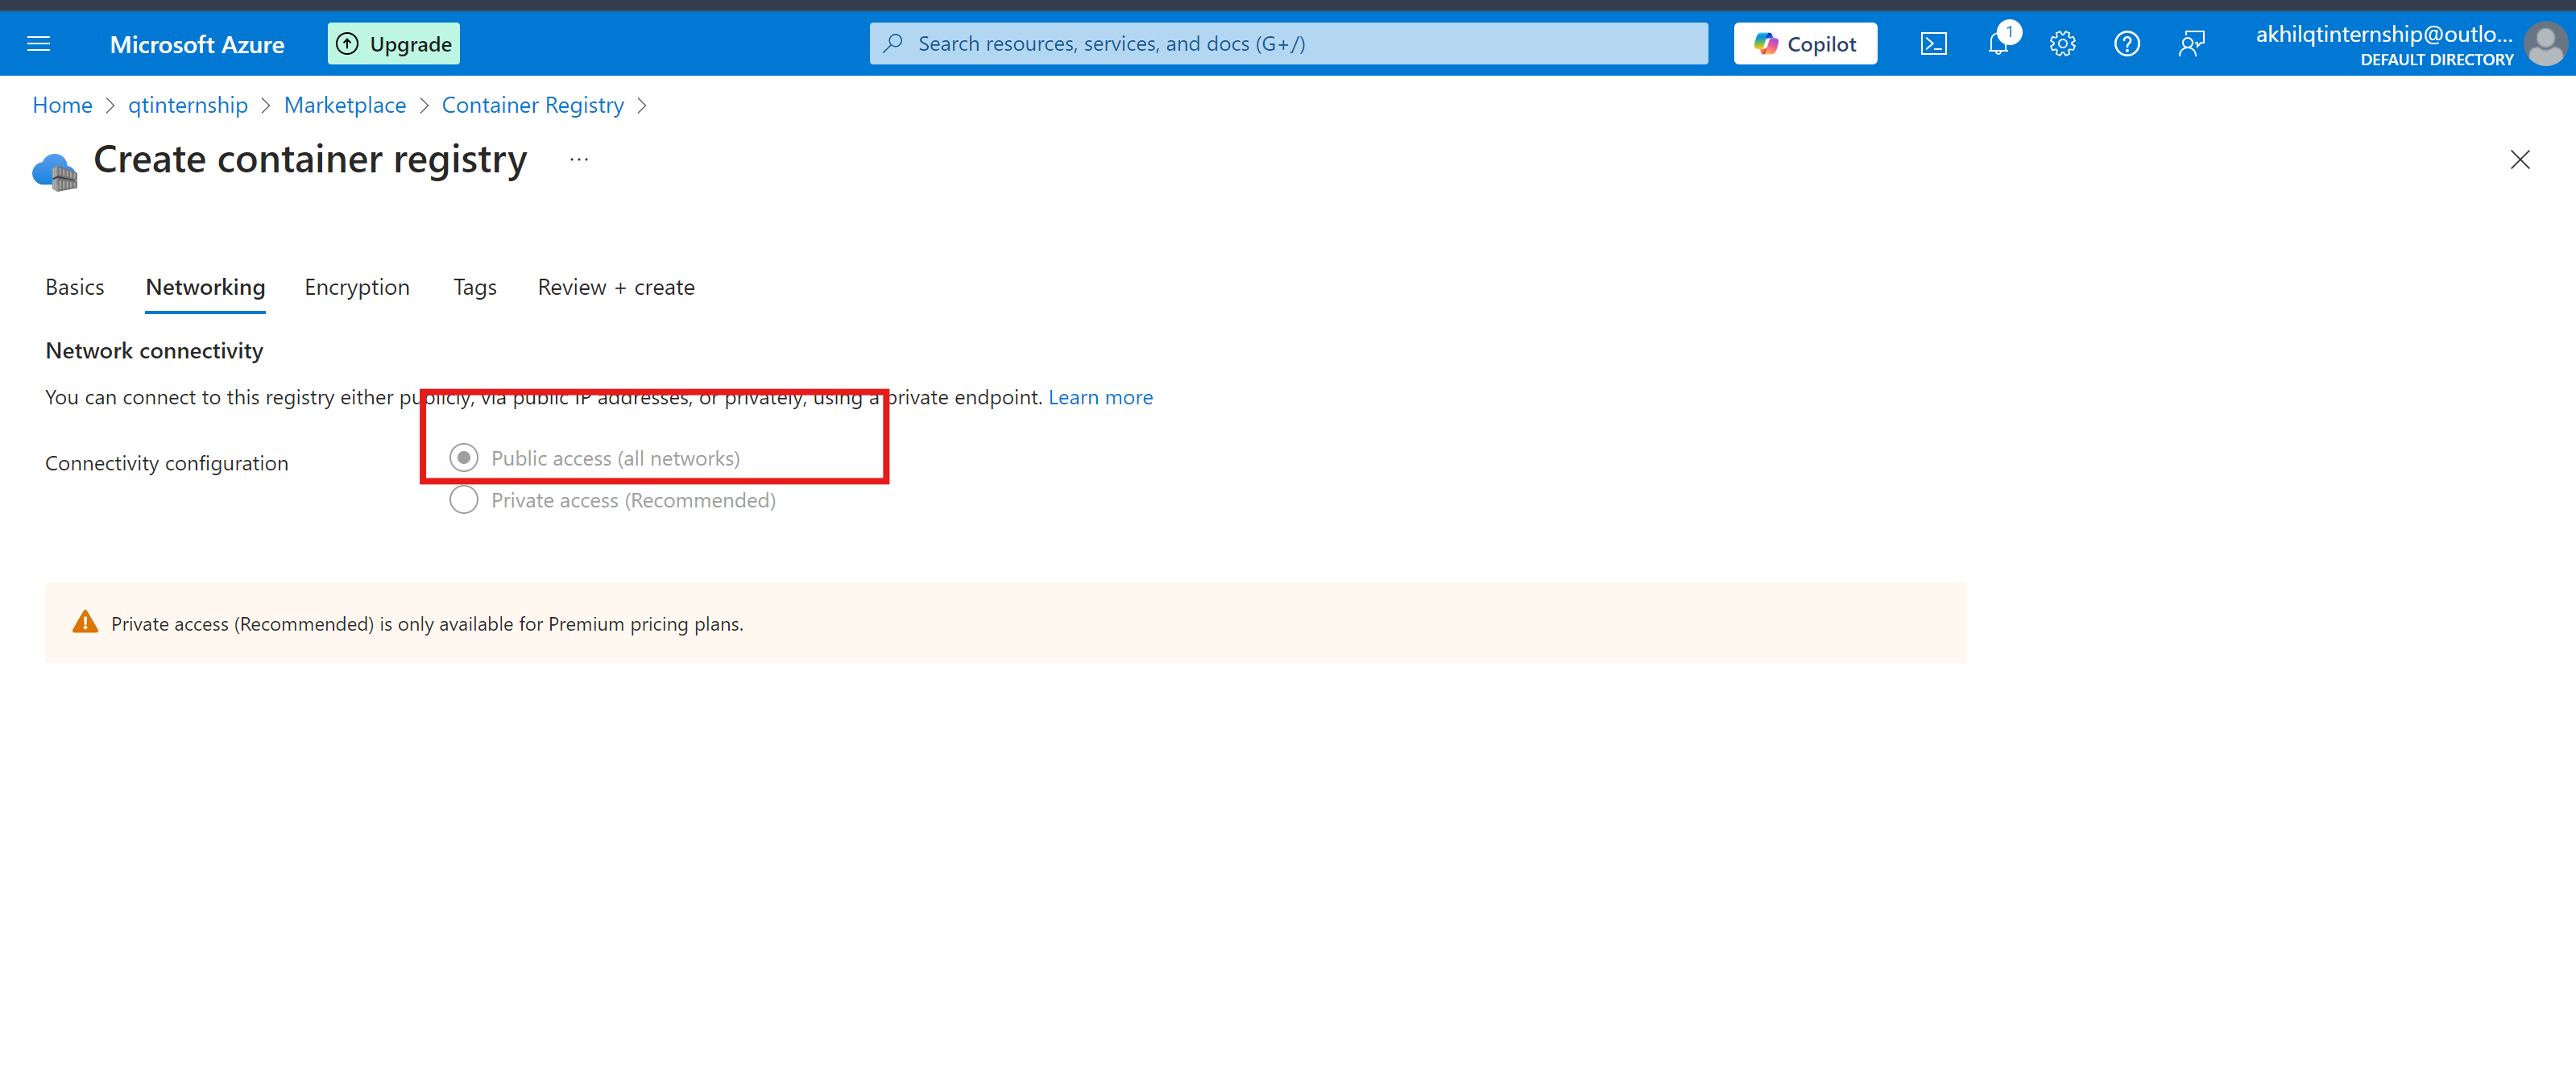 Microsoft Azure
Upgrade
Search resources, services, and docs (G+/)
Copilot
1
akhilqtinternship@outlo...
DEFAULT DIRECTORY
Home > qtinternship > Marketplace > Container Registry >
Create container registry ...
Basics Networking Encryption Tags Review + create
Network connectivity
You can connect to this registry either publicly, via public IP addresses, or privately, using a private endpoint. Learn more
Connectivity configuration
Public access (all networks)
Private access (Recommended)
Private access (Recommended) is only available for Premium pricing plans.